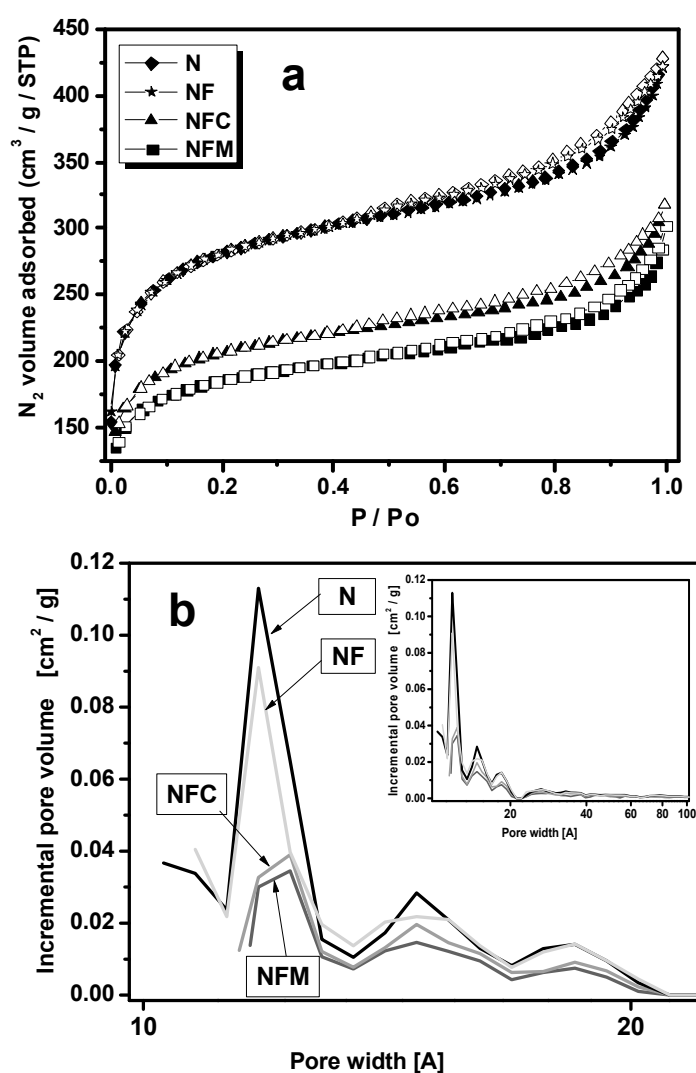 a
N
NF
NFC
NFM
N2 volume adsorbed (cm3 / g / STP)
450
400
350
300
250
200
150
0.0 0.2 0.4 0.6 0.8 1.0
P / Po
b
N
NF
NFC
NFM
Incremental pore volume [cm2 / g]
0.12
0.10
0.08
0.06
0.04
0.02
0.00
10 20
Pore width [A]
Incremental pore volume [cm2 / g]
0.12
0.10
0.08
0.06
0.04
0.02
0.00
20 40 60 80 100
Pore width [A]